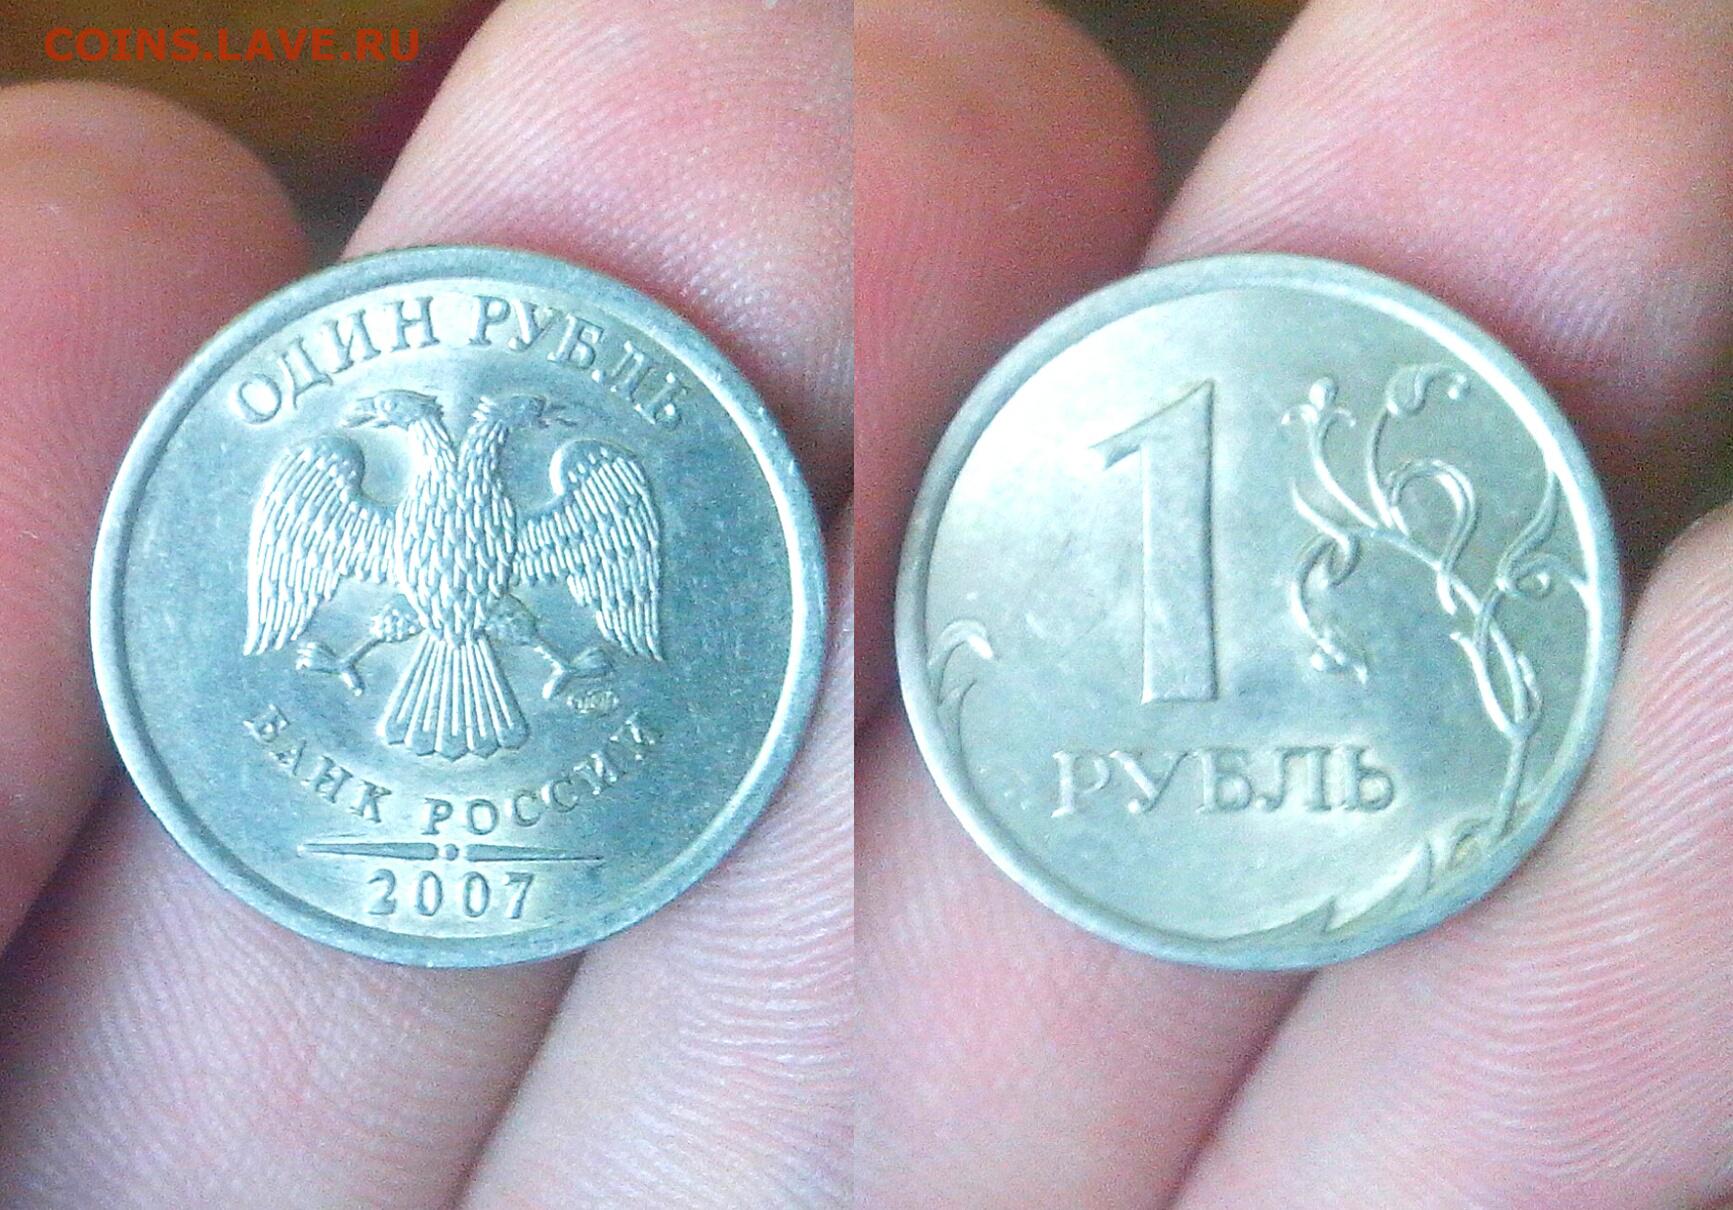 COINS.LAVE.RU
ОДИН РУБЛЬ
БАНК РОССИИ
2007
1
РУБЛЬ